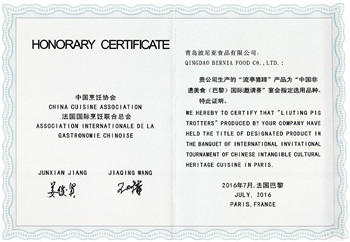 HONORARY CERTIFICATE
中国烹饪协会
CHINA CUISINE ASSOCIATION
法国国际烹饪联合总会
ASSOCIATION INTERNATIONALE DE LA
GASTRONOMIE CHINOISE
JUNXIAN JIANG JIAQING WANG
姜俊贤
青岛波尼亚食品有限公司:
QINGDAO BERNIA FOOD CO., LTD.:
贵公司生产的“流亭猪蹄”产品为“中国非
遗美食（巴黎）国际邀请赛”宴会指定选用品种。
特此证明。
WE HEREBY TO CERTIFY THAT “LIUTING PIG
TROTTERS” PRODUCED BY YOUR COMPANY HAVE
HELD THE TITLE OF DESIGNATED PRODUCT IN
THE BANQUET OF INTERNATIONAL INVITATIONAL
TOURNAMENT OF CHINESE INTANGIBLE CULTURAL
HERITAGE CUISINE IN PARIS.
2016年7月，法国巴黎
JULY, 2016
PARIS, FRANCE